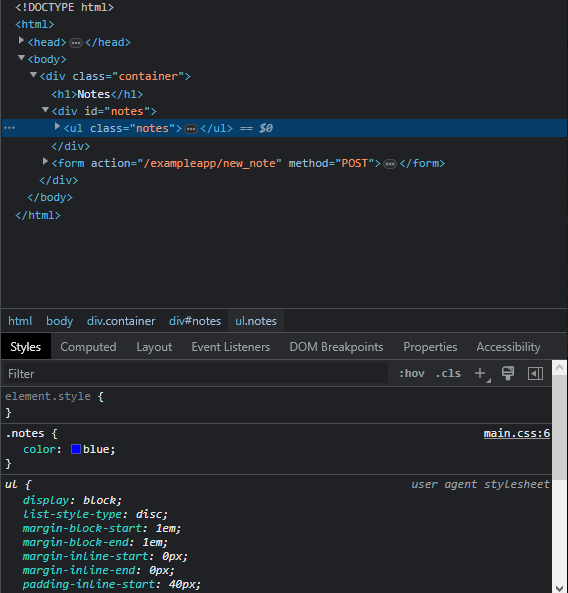 <!DOCTYPE html>
<html>
<head> … </head>
<body>
<div class="container">
<h1>Notes</h1>
<div id="notes">
… <ul class="notes"> … </ul> == $0
</div>
<form action="/exampleapp/new_note" method="POST"> … </form>
</div>
</body>
</html>
html body div.container div#notes ul.notes
Styles Computed Layout Event Listeners DOM Breakpoints Properties Accessibility
Filter :hov .cls +
element.style {
}
.notes { main.css:6
color: blue;
}
ul { user agent stylesheet
display: block;
list-style-type: disc;
margin-block-start: 1em;
margin-block-end: 1em;
margin-inline-start: 0px;
margin-inline-end: 0px;
padding-inline-start: 40px;